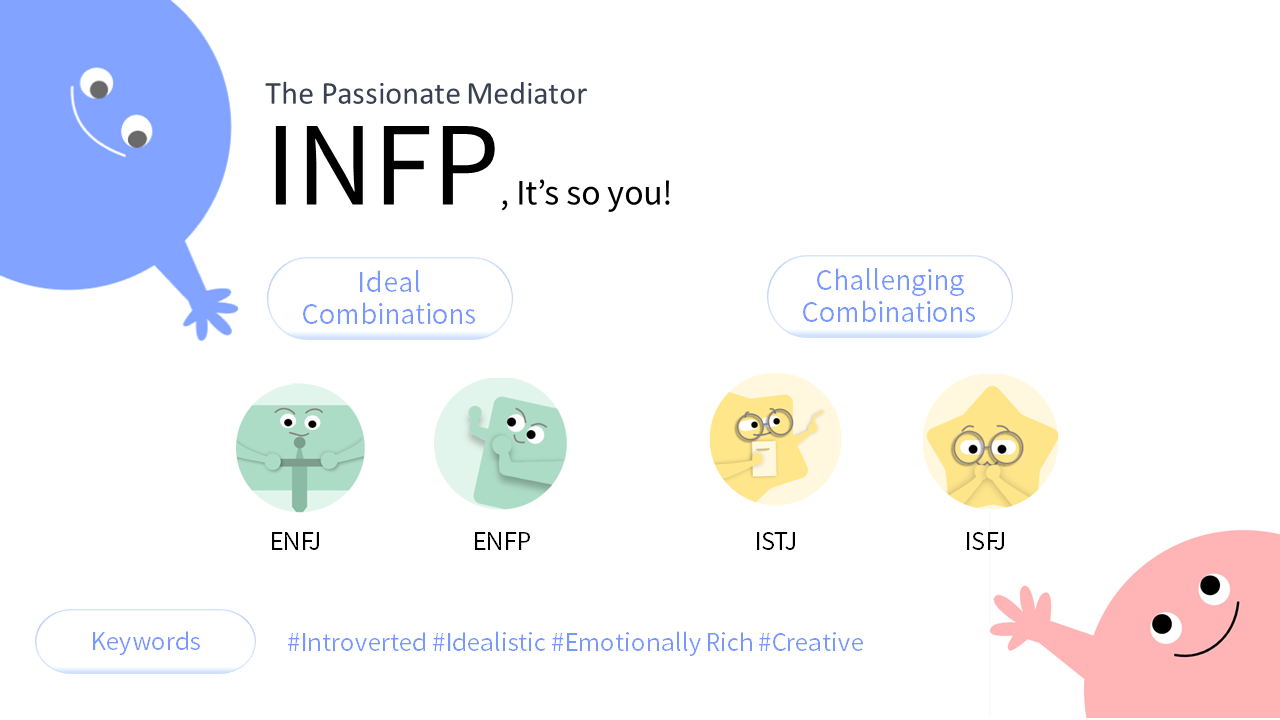 The Passionate Mediator
INFP, It’s so you!
Ideal
Combinations
Challenging
Combinations
ENFJ
ENFP
ISTJ
ISFJ
Keywords
#Introverted #Idealistic #Emotionally Rich #Creative